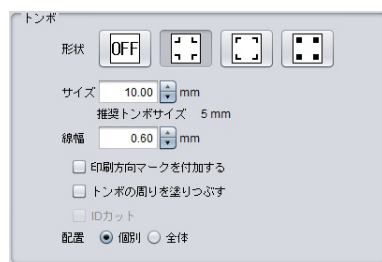 トンボ
形状 OFF
サイズ 10.00 mm
推奨トンボサイズ 5 mm
線幅 0.60 mm
印刷方向マークを付加する
トンボの周りを塗りつぶす
IDカット
配置 個別 全体